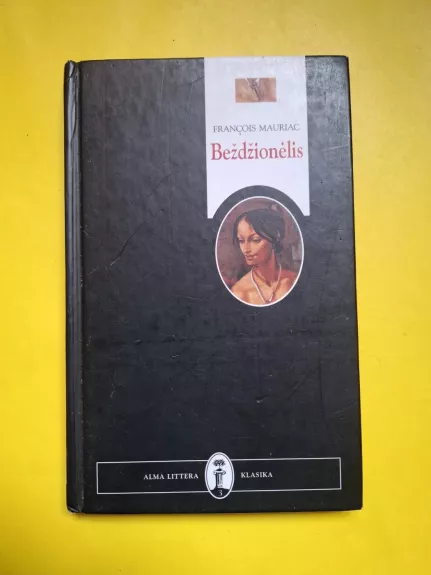 FRANÇOIS MAURIAC
Beždžionėlis
ALMA LITTERA KLASIKA
3